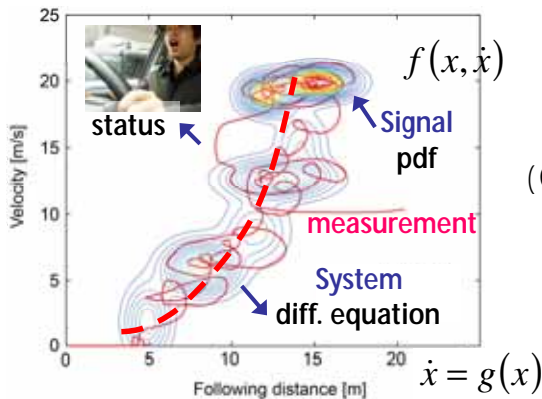 25
f(x, ẋ)
20
status
Signal
pdf
15
(
Velocity [m/s]
10
measurement
System
5
diff. equation
0
0 5 10 15 20
Following distance [m]
ẋ = g(x)